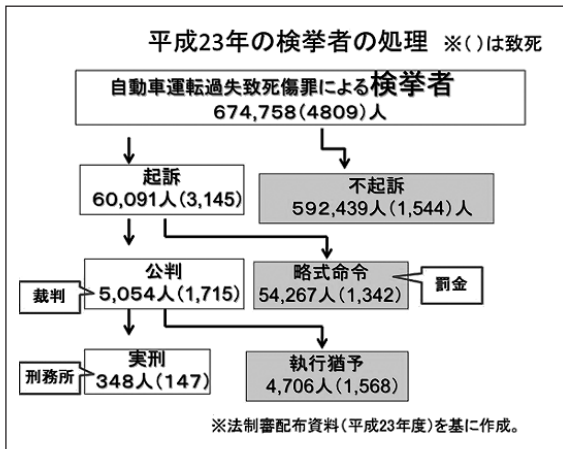 平成23年の検挙者の処理 ※( )は致死
自動車運転過失致死傷罪による検挙者
674,758(4809)人
起訴
60,091人(3,145)
不起訴
592,439人(1,544)人
公判
5,054人(1,715)
裁判
略式命令
54,267人(1,342)
罰金
実刑
348人(147)
刑務所
執行猶予
4,706人(1,568)
※法制審配布資料(平成23年度)を基に作成。